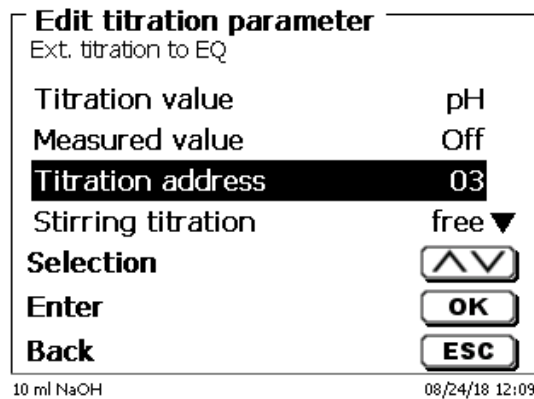 Edit titration parameter
Ext. titration to EQ
Titration value pH
Measured value Off
Titration address 03
Stirring titration free ▼
Selection
Enter OK
Back ESC
10 ml NaOH 08/24/18 12:09